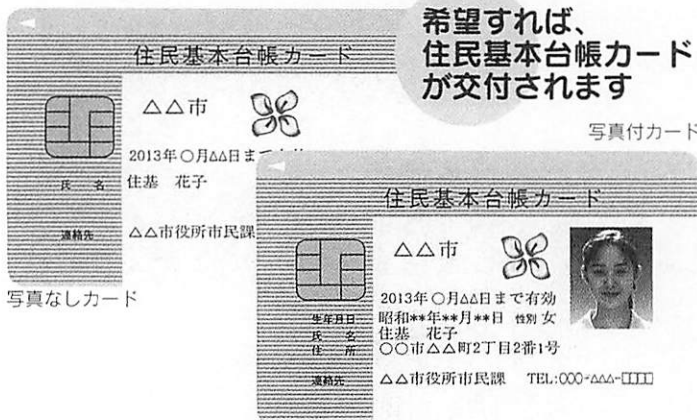 希望すれば、
住民基本台帳カード
が交付されます
住民基本台帳カード
△△市
2013年○月△△日まで
氏 名 住基 花子
連絡先 △△市役所市民課
写真なしカード
写真付カード
住民基本台帳カード
△△市
2013年○月△△日まで有効
生年月日 昭和**年**月**日 性別 女
氏 名 住基 花子
住 所 ○○市△△町2丁目2番1号
連絡先 △△市役所市民課 TEL:○○○-△△△-□□□□